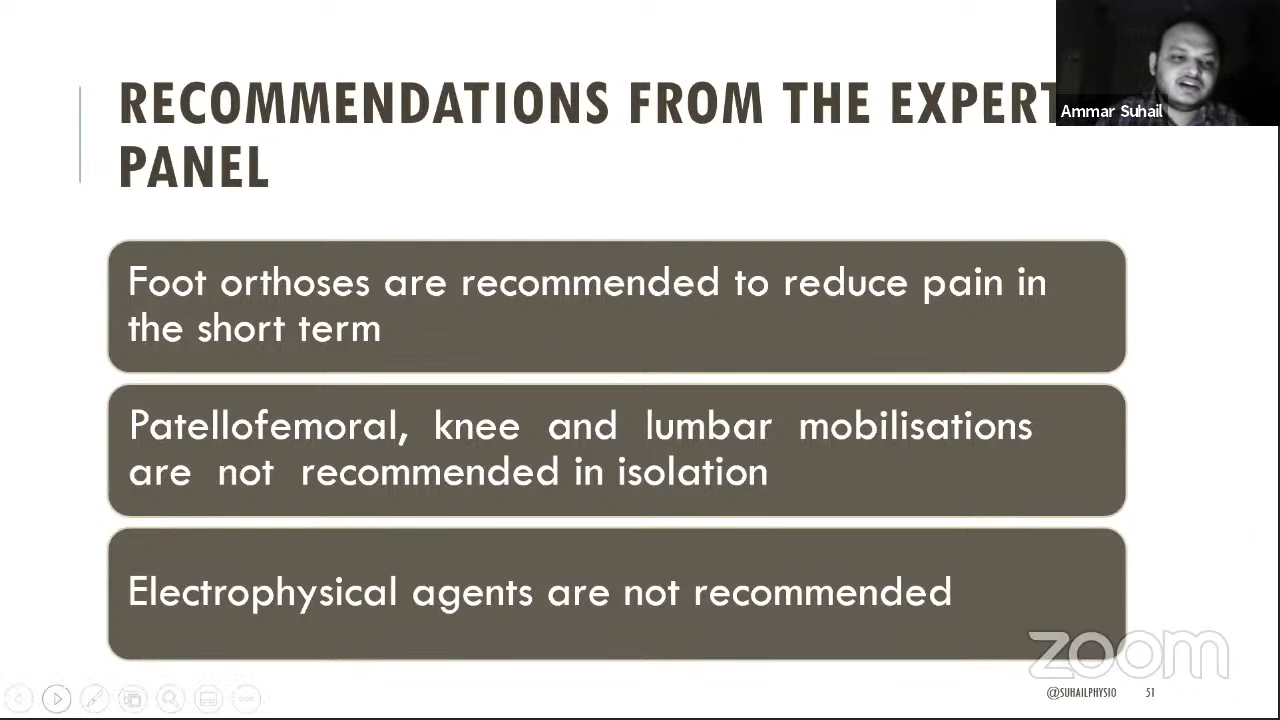 RECOMMENDATIONS FROM THE EXPERT
PANEL
Ammar Suhail
Foot orthoses are recommended to reduce pain in
the short term
Patellofemoral, knee and lumbar mobilisations
are not recommended in isolation
Electrophysical agents are not recommended
zoom
@SUHAILPHYSIO 51